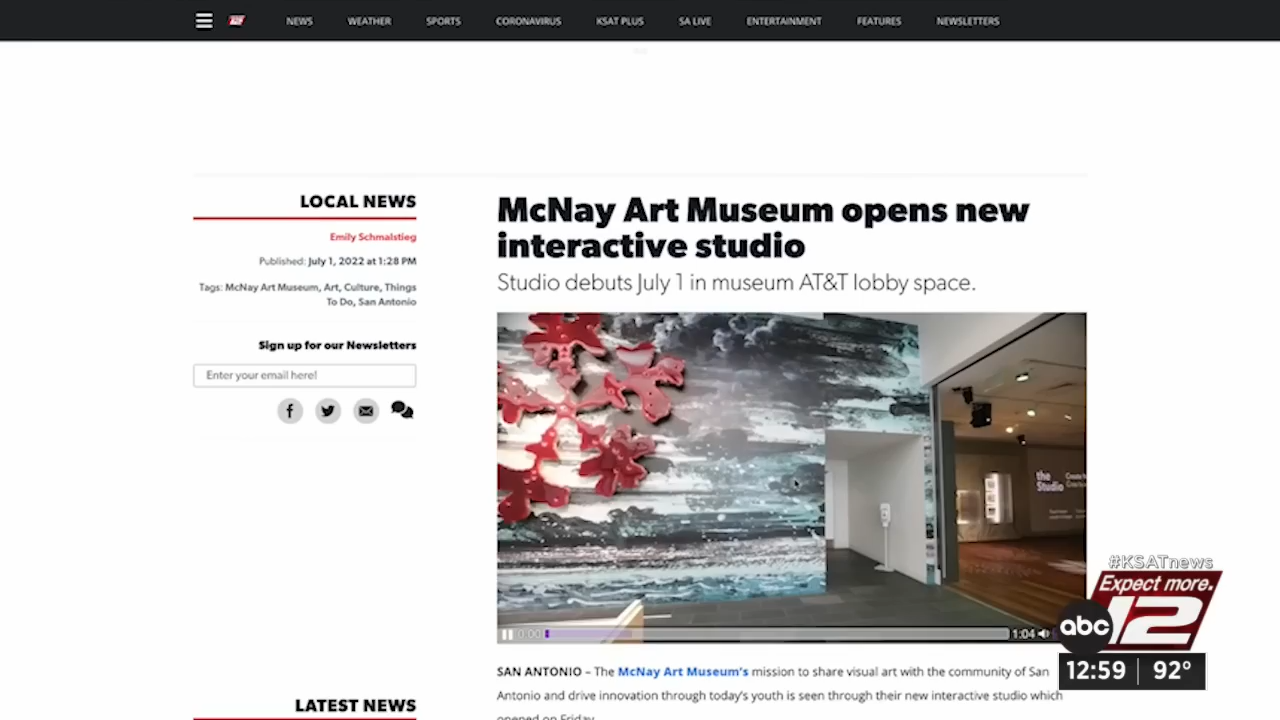 NEWS WEATHER SPORTS CORONAVIRUS KSAT PLUS SA LIVE ENTERTAINMENT FEATURES NEWSLETTERS
LOCAL NEWS
Emily Schmalstieg
Published: July 1, 2022 at 1:28 PM
Tags: McNay Art Museum, Art, Culture, Things
To Do, San Antonio
Sign up for our Newsletters
Enter your email here!
LATEST NEWS
McNay Art Museum opens new
interactive studio
Studio debuts July 1 in museum AT&T lobby space.
the
Studio
0:00
1:04
SAN ANTONIO – The McNay Art Museum's mission to share visual art with the community of San
Antonio and drive innovation through today's youth is seen through their new interactive studio which
opened on Friday.
#KSATnews
Expect more.
abc 12
12:59 92°